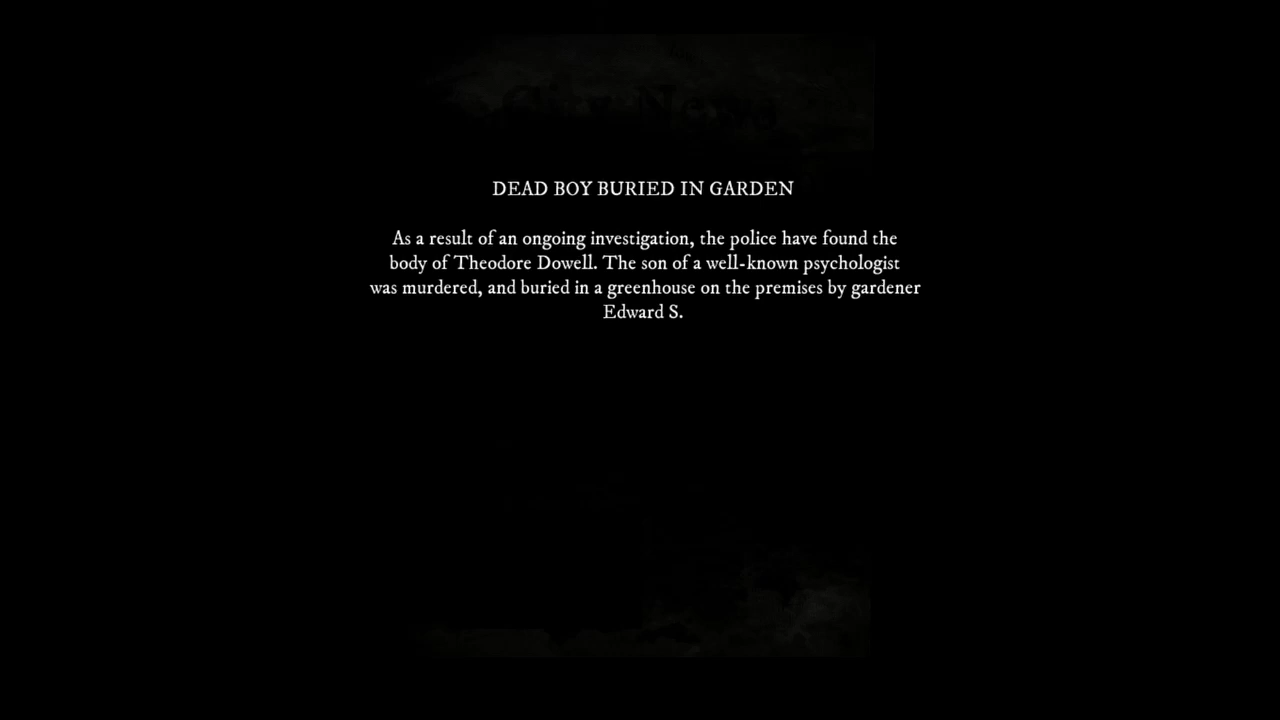 City News
DEAD BOY BURIED IN GARDEN
As a result of an ongoing investigation, the police have found the
body of Theodore Dowell. The son of a well-known psychologist
was murdered, and buried in a greenhouse on the premises by gardener
Edward S.